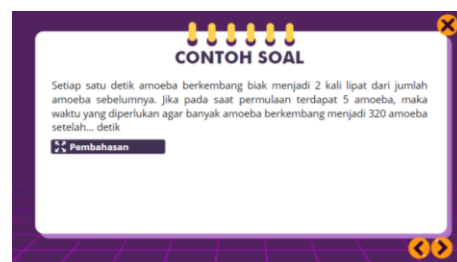 CONTOH SOAL
Setiap satu detik amoeba berkembang biak menjadi 2 kali lipat dari jumlah
amoeba sebelumnya. Jika pada saat permulaan terdapat 5 amoeba, maka
waktu yang diperlukan agar banyak amoeba berkembang menjadi 320 amoeba
setelah... detik
Pembahasan